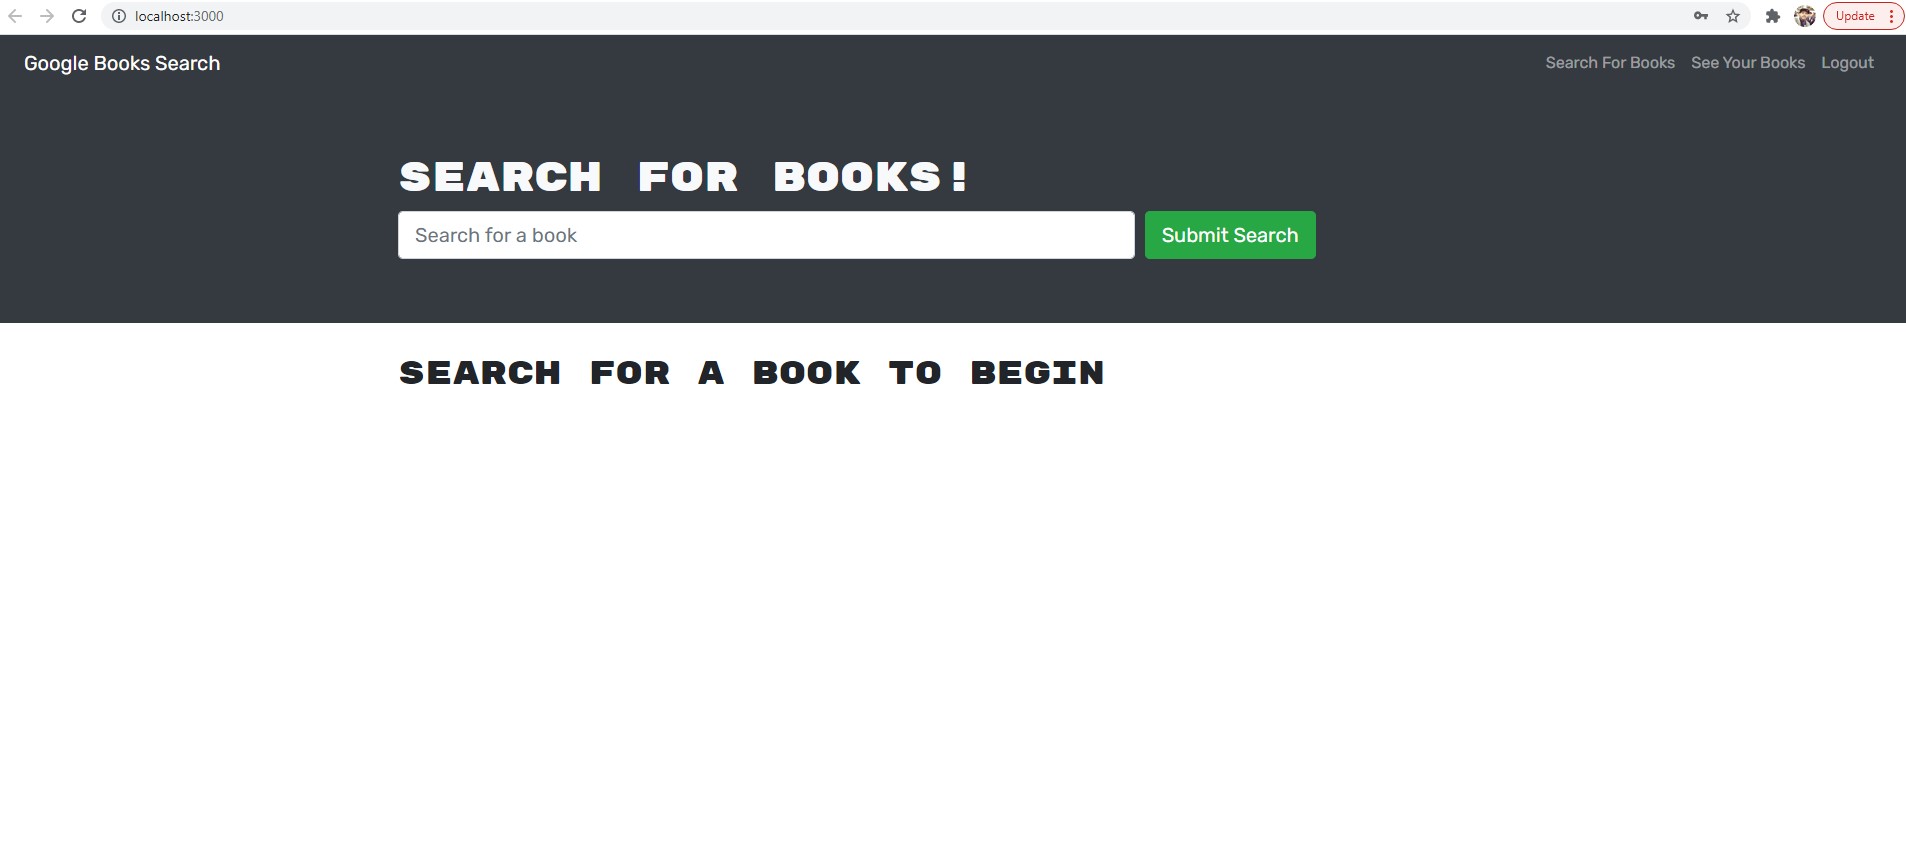 localhost:3000
Update
Google Books Search
Search For Books
See Your Books
Logout
SEARCH FOR BOOKS!
Search for a book
Submit Search
SEARCH FOR A BOOK TO BEGIN